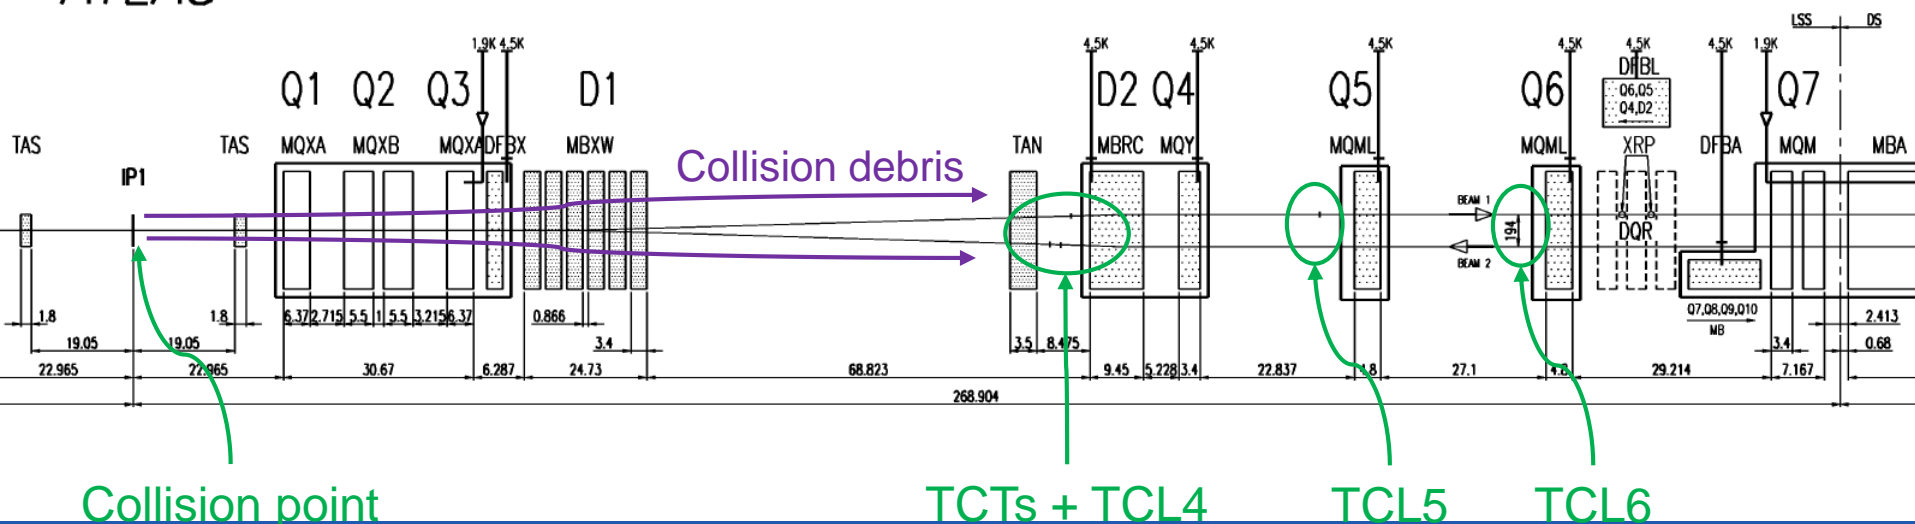 LSS DS
1.9K 4.5K 4.5K 4.5K 4.5K 4.5K 4.5K 4.5K 1.9K
Q1 Q2 Q3 D1 D2 Q4 Q5 Q6 DFBL Q7
Q6,Q5
Q4,D2
TAS TAS MQXA MQXB MQXA DFBX MBXW TAN MBRC MQY MQML MQML XRP DFBA MQM MBA
Collision debris
IP1
BEAM 1
194
DQR
BEAM 2
1.8 1.8 6.37 2.715 5.5 1 5.5 3.215 6.37 0.866 Q7,Q8,Q9,Q10 2.413
MB
19.05 19.05 3.4 3.5 8.475 3.4 0.68
22.965 22.965 30.67 6.287 24.73 68.823 9.45 5.228 3.4 22.837 4.8 27.1 4.8 29.214 7.167
268.904
Collision point TCTs + TCL4 TCL5 TCL6